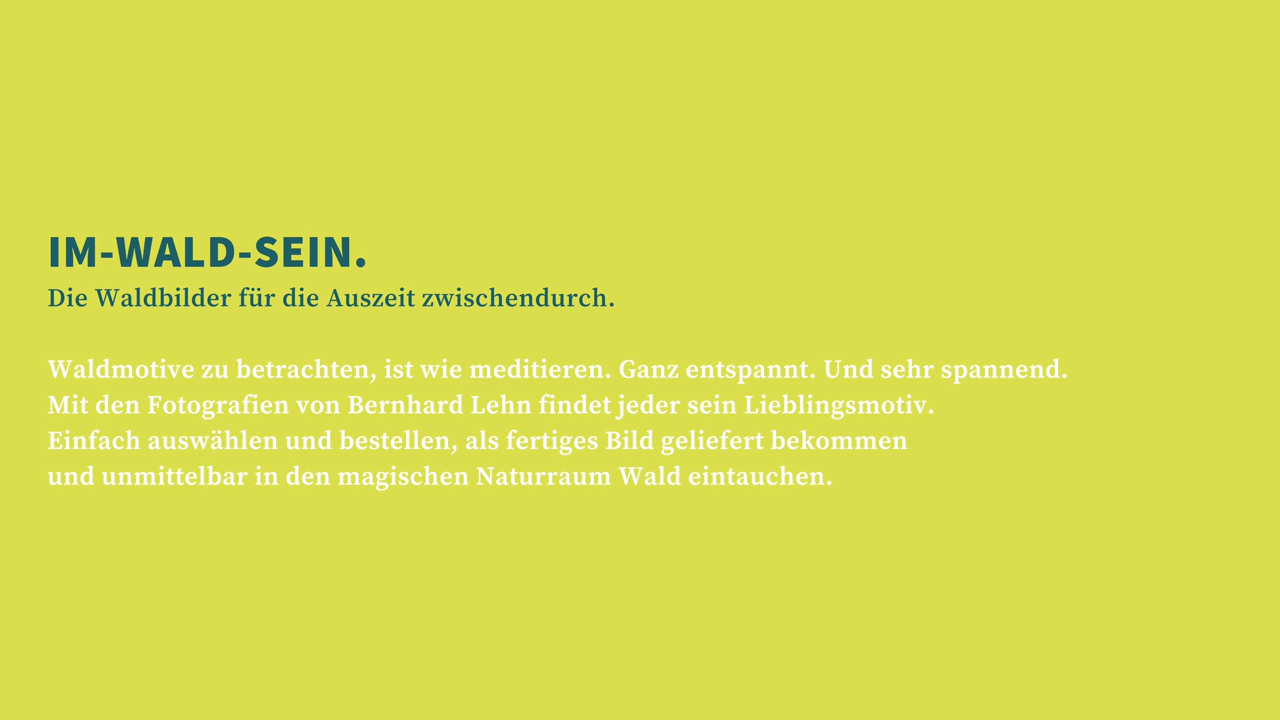 IM-WALD-SEIN.
Die Waldbilder für die Auszeit zwischendurch.
Waldmotive zu betrachten, ist wie meditieren. Ganz entspannt. Und sehr spannend.
Mit den Fotografien von Bernhard Lehn findet jeder sein Lieblingsmotiv.
Einfach auswählen und bestellen, als fertiges Bild geliefert bekommen
und unmittelbar in den magischen Naturraum Wald eintauchen.